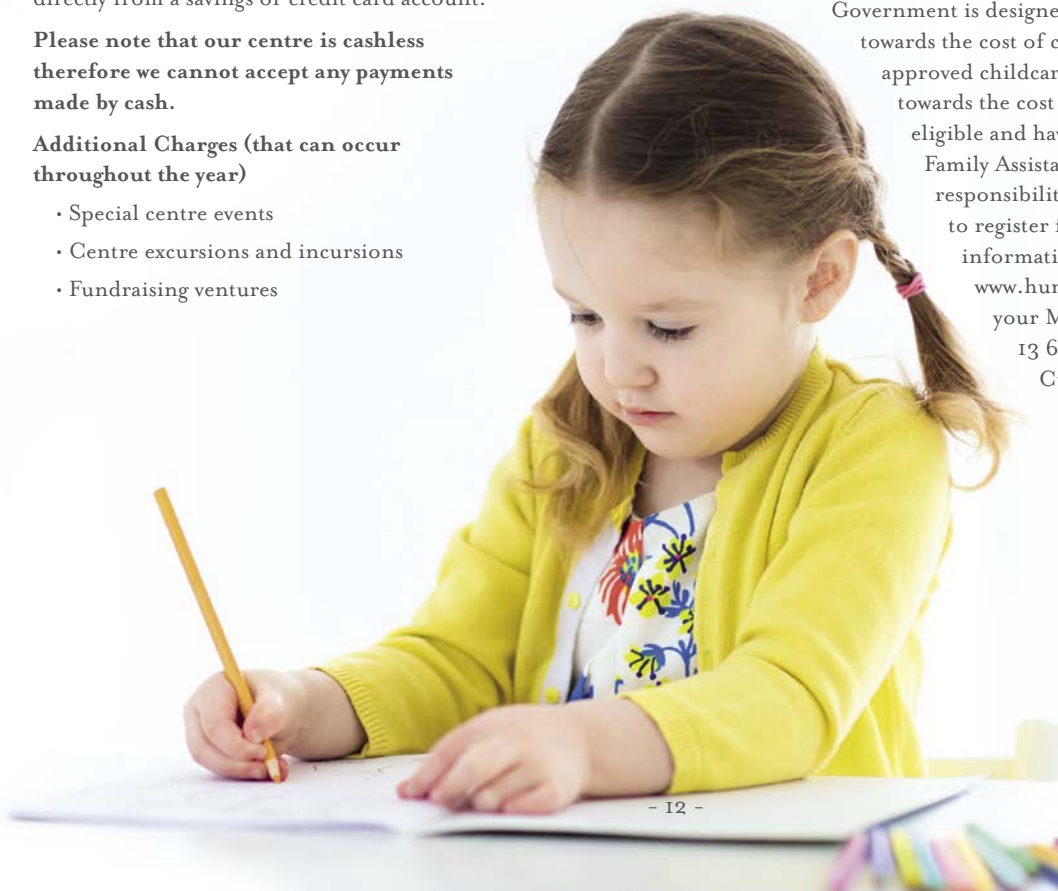 directly from a savings or credit card account.
Please note that our centre is cashless
therefore we cannot accept any payments
made by cash.
Additional Charges (that can occur
throughout the year)
• Special centre events
• Centre excursions and incursions
• Fundraising ventures
Government is designe
towards the cost of c
approved childcar
towards the cost
eligible and hav
Family Assista
responsibilit
to register f
informati
www.hur
your M
13 6
C
- 12 -